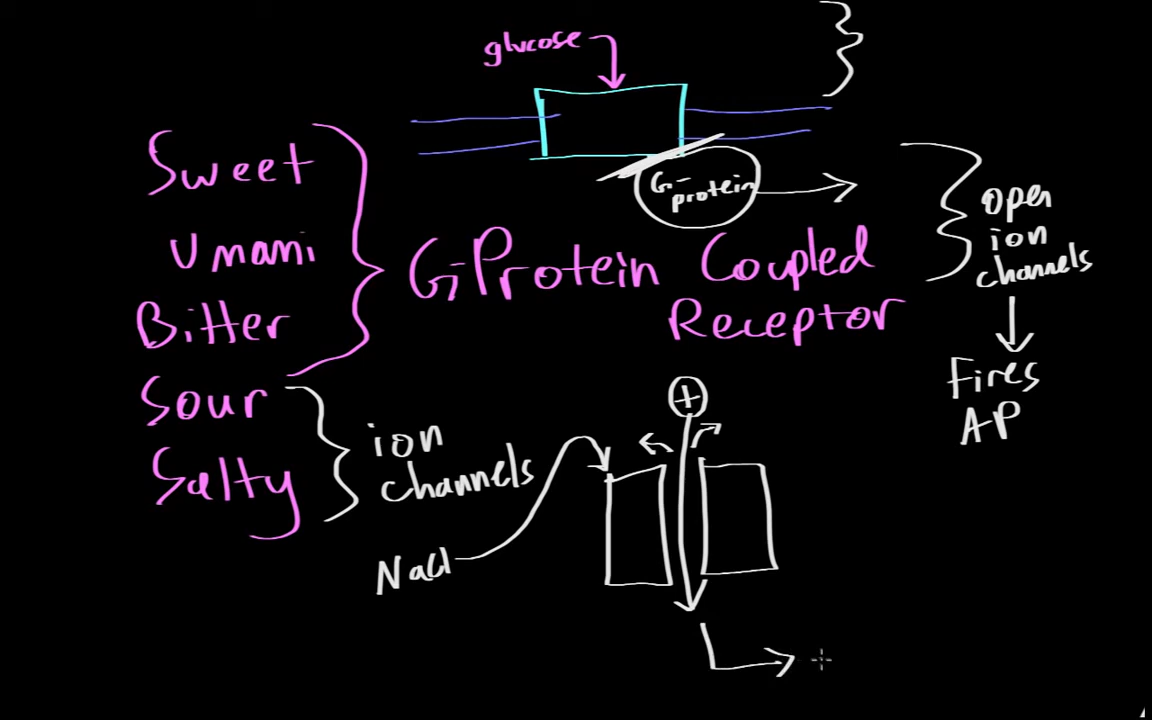 glucose
G-
protein
Sweet
Umami
Bitter
Sour
Salty
G Protein Coupled
Receptor
open
ion
channels
Fires
AP
ion
channels
NaCl
+